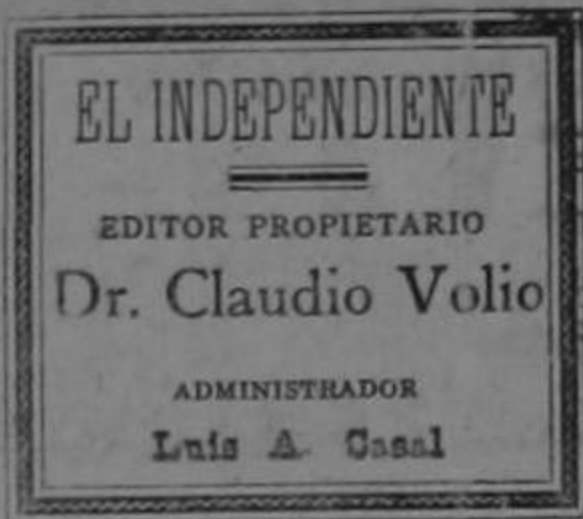 EL INDEPENDIENTE
EDITOR PROPIETARIO
Dr. Claudio Volio
ADMINISTRADOR
Luis A. Casal